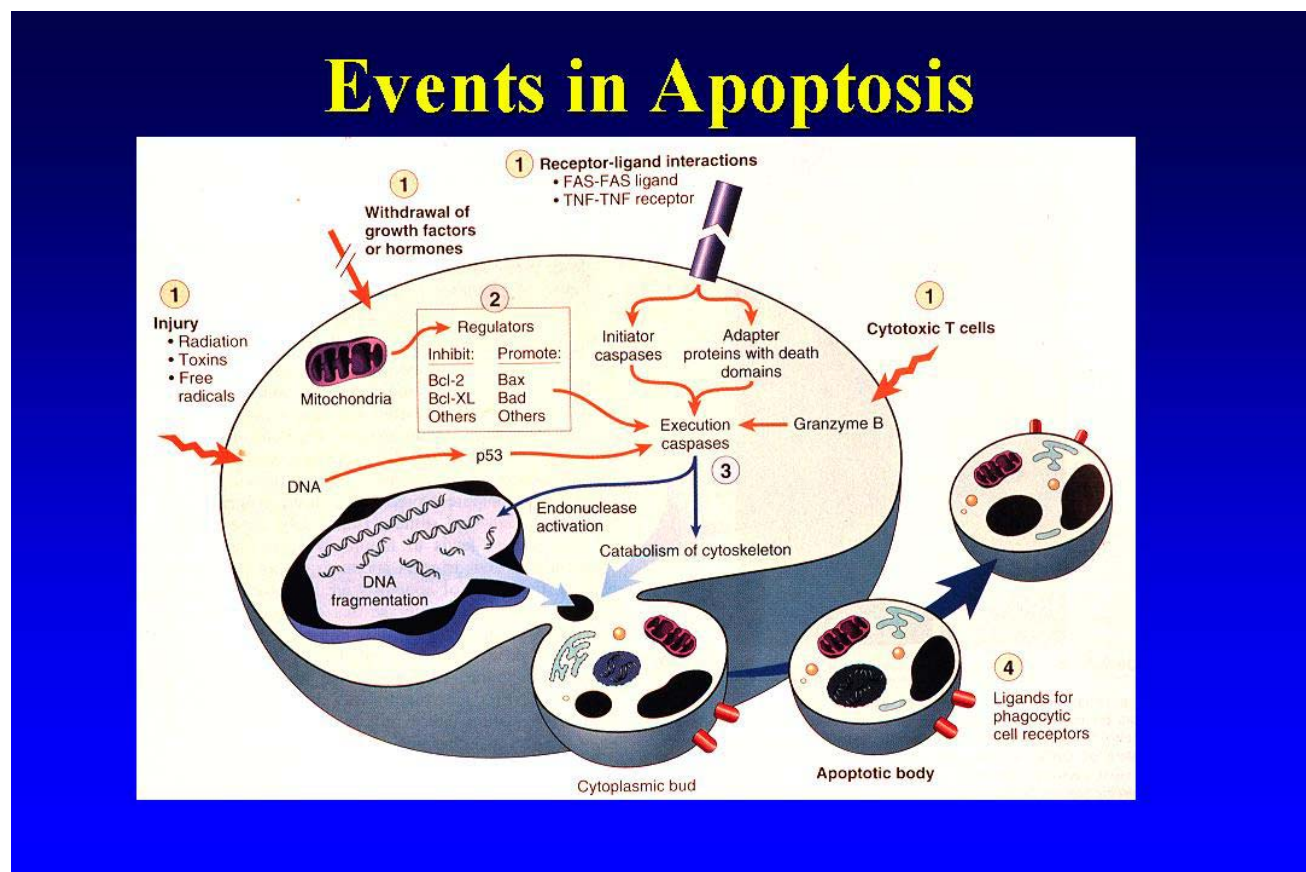 Events in Apoptosis
1 Receptor-ligand interactions
• FAS-FAS ligand
• TNF-TNF receptor
1
Withdrawal of
growth factors
or hormones
1
Injury
• Radiation
• Toxins
• Free
radicals
2
Regulators
Inhibit: Promote:
Bcl-2 Bax
Bcl-XL Bad
Others Others
Mitochondria
Initiator
caspases
Adapter
proteins with death
domains
1
Cytotoxic T cells
Execution
caspases
Granzyme B
p53
DNA
3
Endonuclease
activation
Catabolism of cytoskeleton
DNA
fragmentation
4
Ligands for
phagocytic
cell receptors
Apoptotic body
Cytoplasmic bud